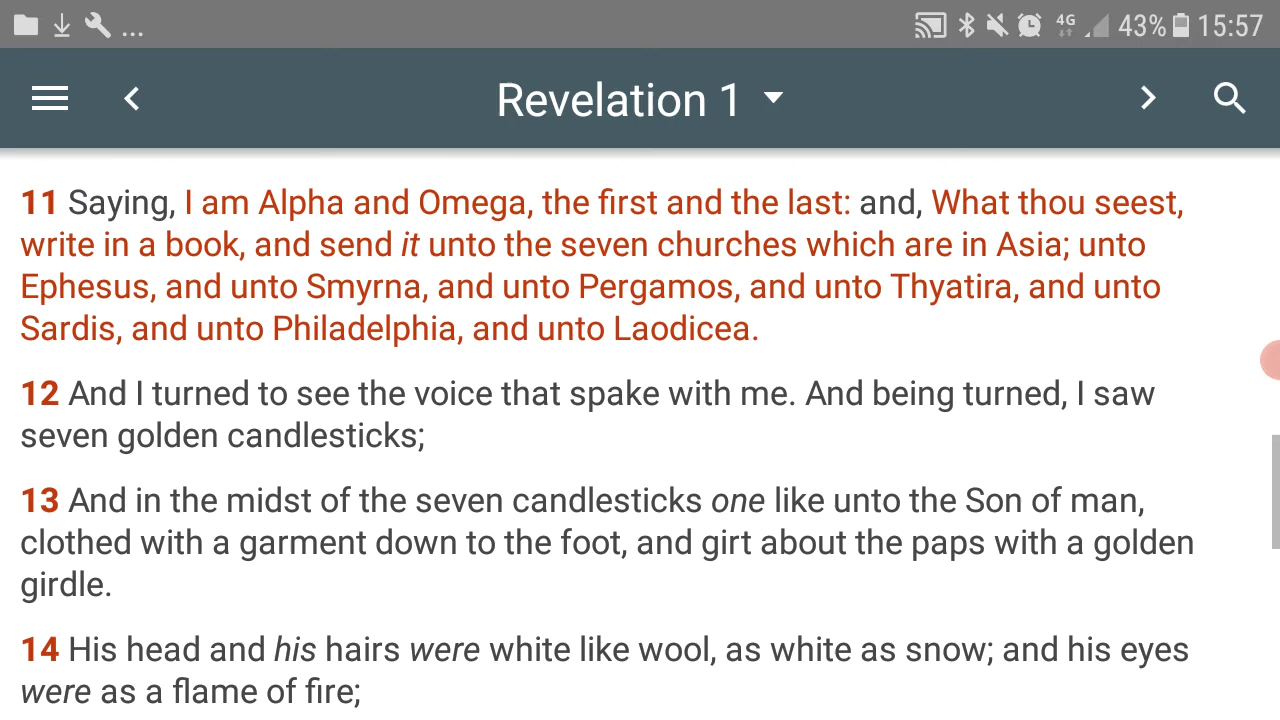 ... 4G 43% 15:57
Revelation 1
11 Saying, I am Alpha and Omega, the first and the last: and, What thou seest,
write in a book, and send it unto the seven churches which are in Asia; unto
Ephesus, and unto Smyrna, and unto Pergamos, and unto Thyatira, and unto
Sardis, and unto Philadelphia, and unto Laodicea.
12 And I turned to see the voice that spake with me. And being turned, I saw
seven golden candlesticks;
13 And in the midst of the seven candlesticks one like unto the Son of man,
clothed with a garment down to the foot, and girt about the paps with a golden
girdle.
14 His head and his hairs were white like wool, as white as snow; and his eyes
were as a flame of fire;